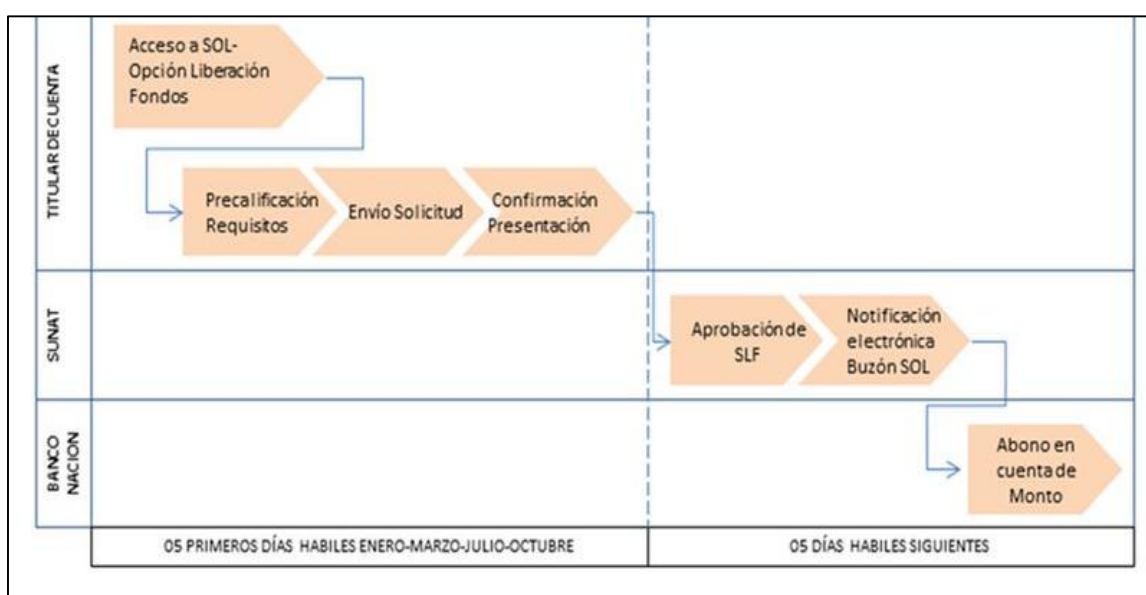 TITULAR DE CUENTA
Acceso a SOL-
Opción Liberación
Fondos
Precalificación
Requisitos
Envío Solicitud
Confirmación
Presentación
SUNAT
Aprobación de
SLF
Notificación
electrónica
Buzón SOL
BANCO
NACION
Abono en
cuenta de
Monto
05 PRIMEROS DÍAS HABILES ENERO-MARZO-JULIO-OCTUBRE
05 DÍAS HABILES SIGUIENTES